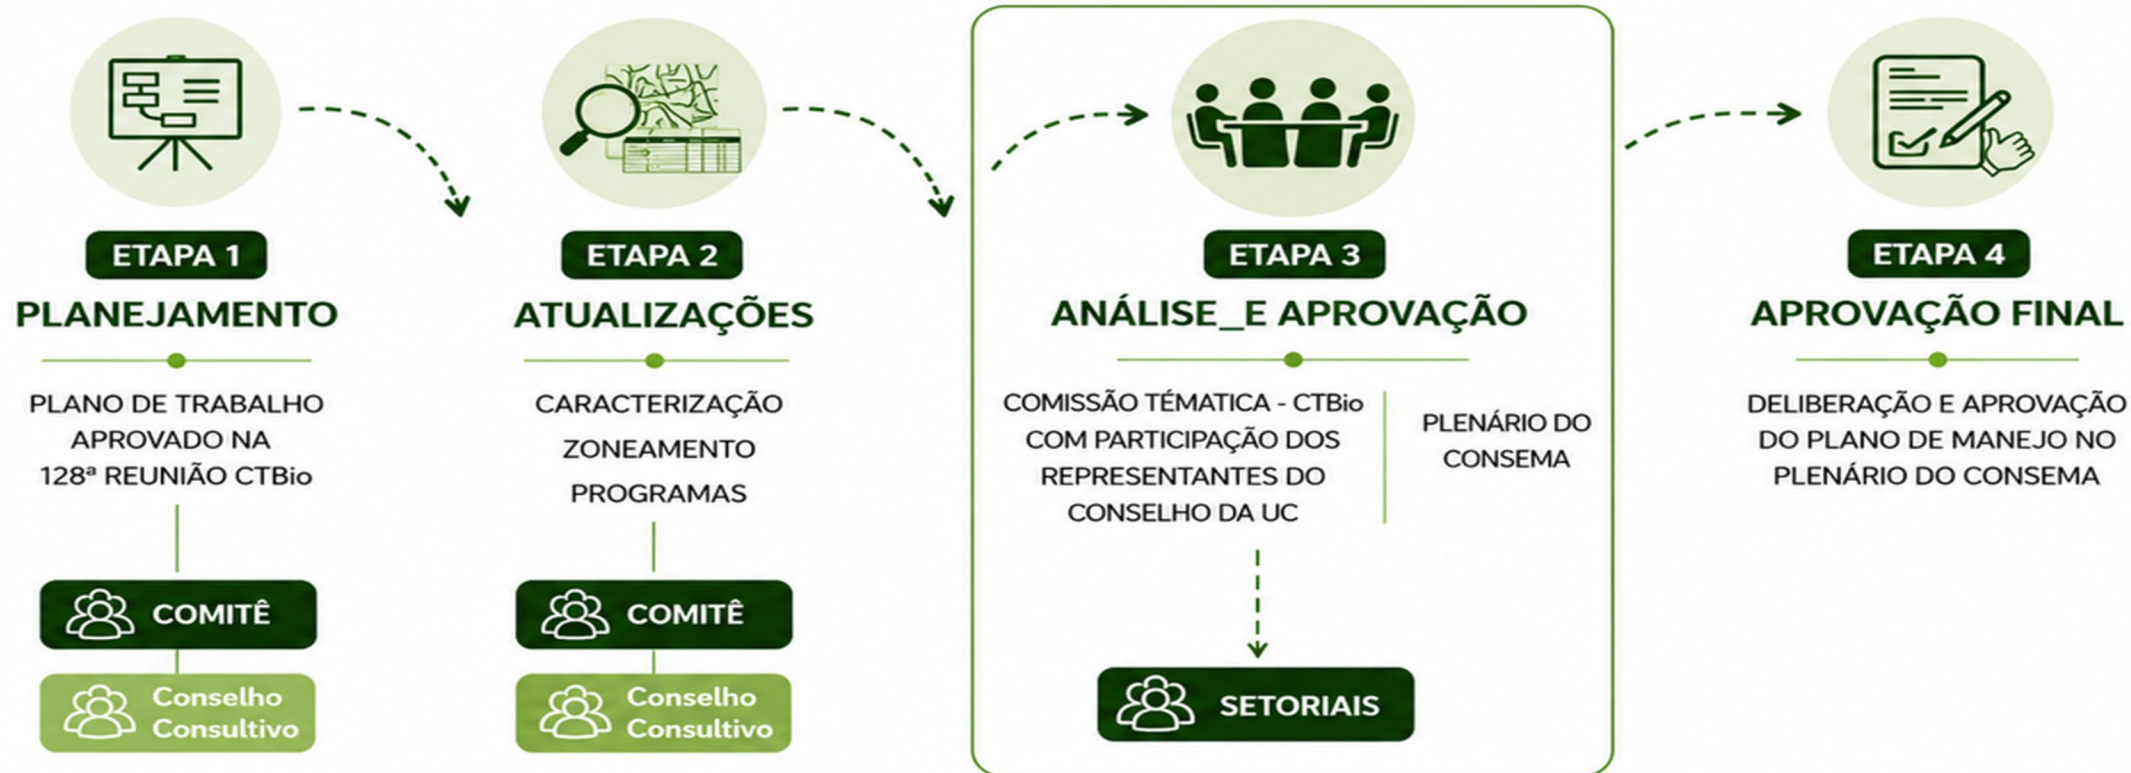 ETAPA 1
PLANEJAMENTO
PLANO DE TRABALHO
APROVADO NA
128ª REUNIÃO CTBio
COMITÊ
Conselho
Consultivo
ETAPA 2
ATUALIZAÇÕES
CARACTERIZAÇÃO
ZONEAMENTO
PROGRAMAS
COMITÊ
Conselho
Consultivo
ETAPA 3
ANÁLISE_E APROVAÇÃO
COMISSÃO TÉMATICA - CTBio
COM PARTICIPAÇÃO DOS
REPRESENTANTES DO
CONSELHO DA UC
PLENÁRIO DO
CONSEMA
SETORIAIS
ETAPA 4
APROVAÇÃO FINAL
DELIBERAÇÃO E APROVAÇÃO
DO PLANO DE MANEJO NO
PLENÁRIO DO CONSEMA